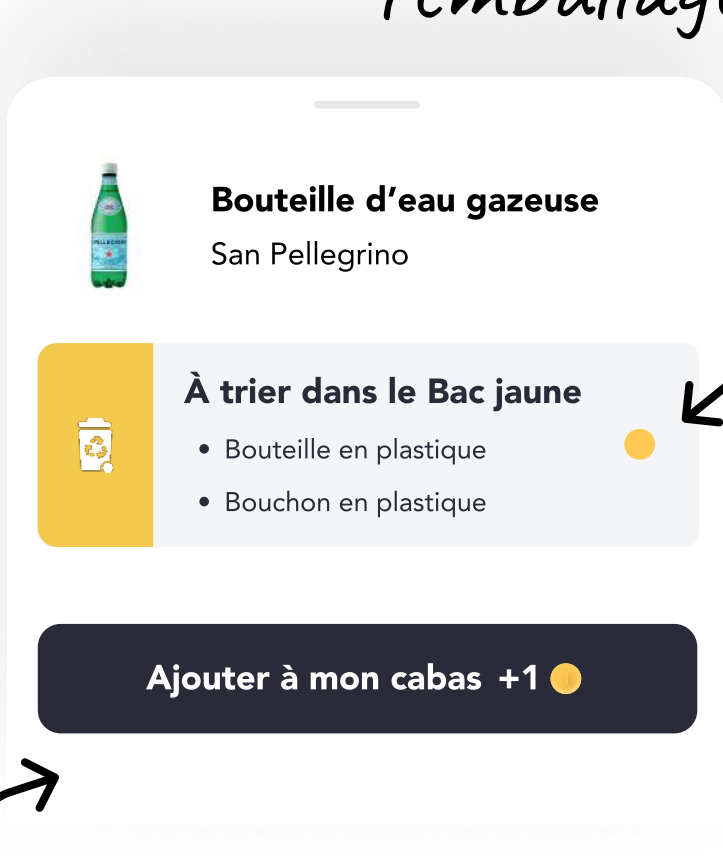 l'emballage
Bouteille d’eau gazeuse
San Pellegrino
À trier dans le Bac jaune
• Bouteille en plastique
• Bouchon en plastique
Ajouter à mon cabas +1